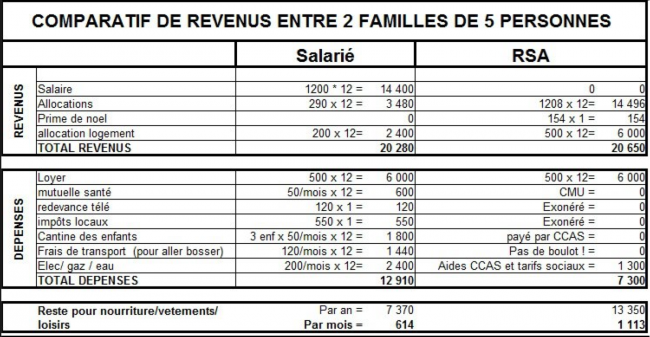 COMPARATIF DE REVENUS ENTRE 2 FAMILLES DE 5 PERSONNES
Salarié RSA
REVENUS
Salaire 1200 * 12 = 14 400 0 0
Allocations 290 x 12 = 3 480 1208 x 12= 14 496
Prime de noel 0 154 x 1 = 154
allocation logement 200 x 12= 2 400 500 x 12= 6 000
TOTAL REVENUS 20 280 20 650
DEPENSES
Loyer 500 x 12 = 6 000 500 x 12= 6 000
mutuelle santé 50/mois x 12 = 600 CMU = 0
redevance télé 120 x 1 = 120 Exonéré = 0
impôts locaux 550 x 1 = 550 Exonéré = 0
Cantine des enfants 3 enf x 50/mois x 12 = 1 800 payé par CCAS = 0
Frais de transport (pour aller bosser) 120/mois x 12 = 1 440 Pas de boulot ! = 0
Elec/ gaz / eau 200/mois x 12= 2 400 Aides CCAS et tarifs sociaux = 1 300
TOTAL DEPENSES 12 910 7 300
Reste pour nourriture/vetements/ Par an = 7 370 13 350
loisirs Par mois = 614 1 113